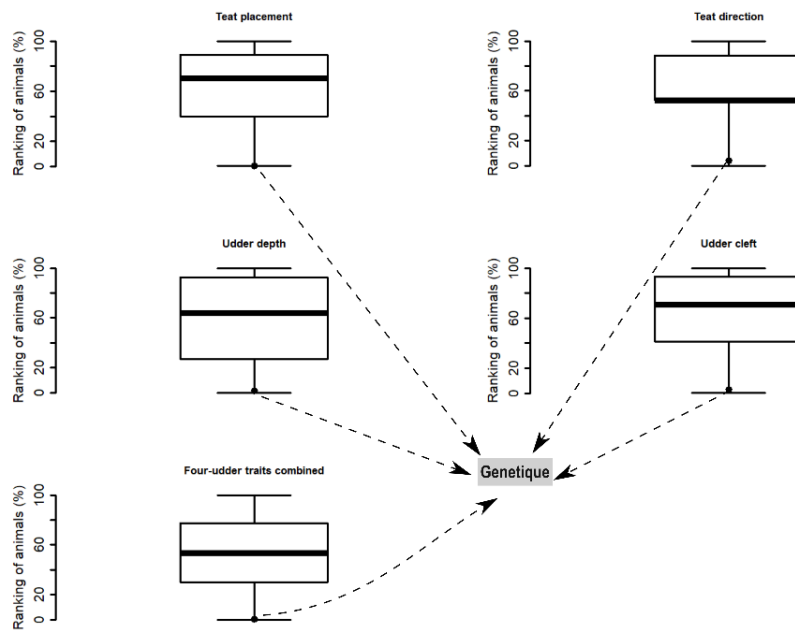 Teat placement
Ranking of animals (%)
100
60
20
0
Teat direction
Ranking of animals (%)
100
60
20
0
Udder depth
Ranking of animals (%)
100
60
20
0
Udder cleft
Ranking of animals (%)
100
60
20
0
Genetique
Four-udder traits combined
Ranking of animals (%)
100
60
20
0